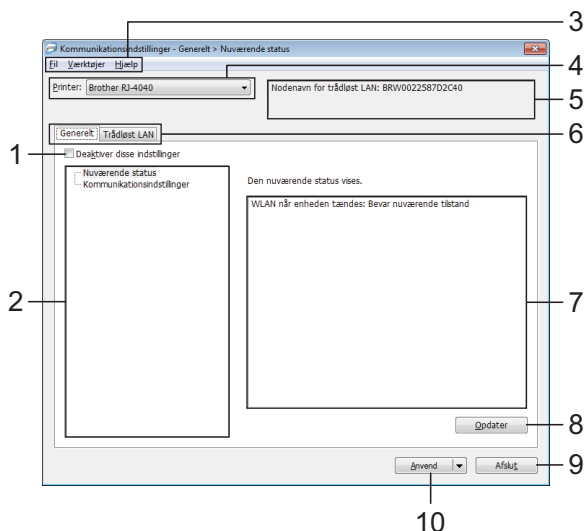 3
Kommunikationsindstillinger - Generelt > Nuværende status
Fil Værktøjer Hjælp
4
Printer: Brother RJ-4040
Nodenavn for trådløst LAN: BRW0022587D2C40
5
Generelt Trådløst LAN
6
1
Deaktiver disse indstillinger
Nuværende status
Kommunikationsindstillinger
Den nuværende status vises.
WLAN når enheden tændes: Bevar nuværende tilstand
2
7
Opdater
8
Anvend
Afslut
9
10